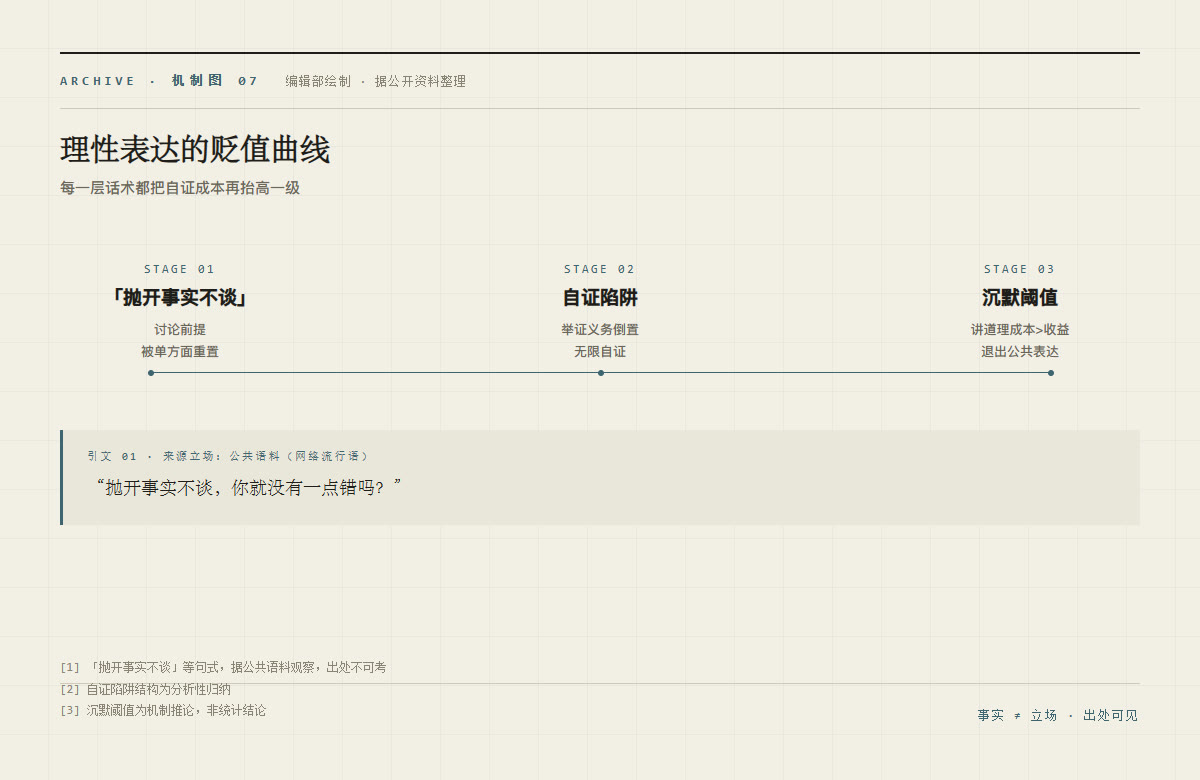 ARCHIVE · 机制图 07 编辑部绘制 · 据公开资料整理
理性表达的贬值曲线
每一层话术都把自证成本再抬高一级
STAGE 01
「抛开事实不谈」
讨论前提
被单方面重置
STAGE 02
自证陷阱
举证义务倒置
无限自证
STAGE 03
沉默阈值
讲道理成本>收益
退出公共表达
引文 01 · 来源立场: 公共语料 (网络流行语)
“抛开事实不谈, 你就没有一点错吗? ”
[1] 「抛开事实不谈」等句式, 据公共语料观察, 出处不可考
[2] 自证陷阱结构为分析性归纳
[3] 沉默阈值为机制推论, 非统计结论
事实 ≠ 立场 · 出处可见